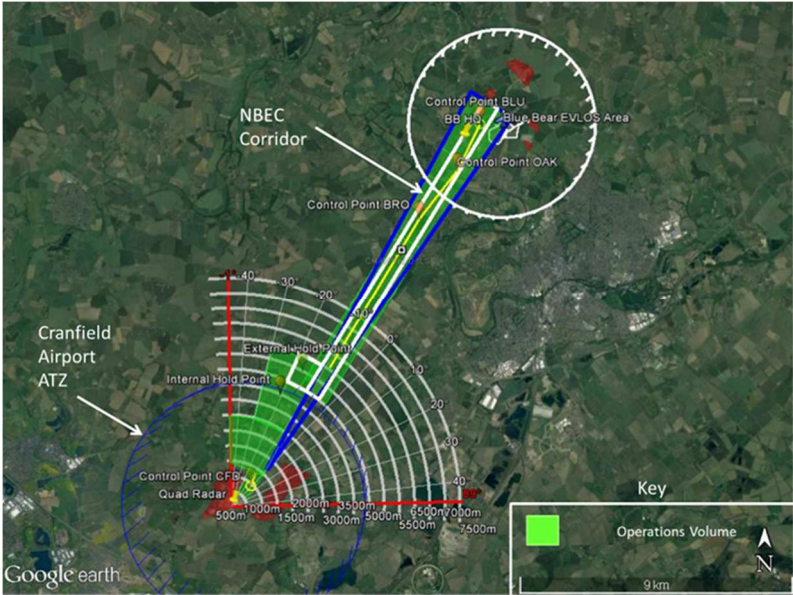 Control Point BLU
BB HQ
Blue Bear EVLOS Area
NBEC
Corridor
Control Point OAK
Control Point BRO
40°
30°
20°
10°
0°
Cranfield
Airport
ATZ
External Hold Point
Internal Hold Point
10°
20°
30°
40°
Control Point CFD
Quad Radar
500m
1000m
1500m
2000m
3000m
3500m
5000m
5500m
6500m
7000m
7500m
Key
Operations Volume
N
9 km
Google earth